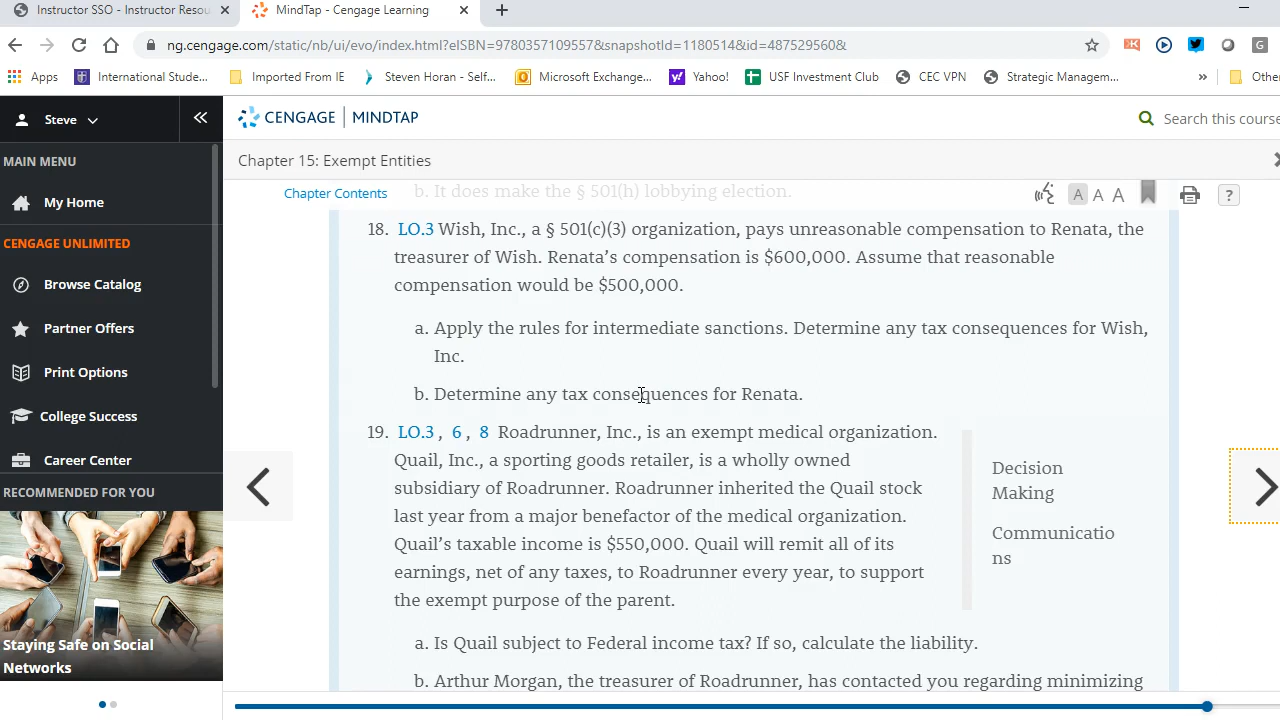 Instructor SSO - Instructor Resou
MindTap - Cengage Learning
ng.cengage.com/static/nb/ui/evo/index.html?eISBN=9780357109557&snapshotId=1180514&id=487529560&
Apps
International Stude...
Imported From IE
Steven Horan - Self...
Microsoft Exchange...
Yahoo!
USF Investment Club
CEC VPN
Strategic Managem...
»
Othe
Steve
CENGAGE | MINDTAP
Search this course
MAIN MENU
Chapter 15: Exempt Entities
My Home
Chapter Contents
b. It does make the § 501(h) lobbying election.
A A A
?
CENGAGE UNLIMITED
Browse Catalog
Partner Offers
Print Options
College Success
Career Center
RECOMMENDED FOR YOU
Staying Safe on Social
Networks
18. LO.3 Wish, Inc., a § 501(c)(3) organization, pays unreasonable compensation to Renata, the
treasurer of Wish. Renata's compensation is $600,000. Assume that reasonable
compensation would be $500,000.
a. Apply the rules for intermediate sanctions. Determine any tax consequences for Wish,
Inc.
b. Determine any tax consequences for Renata.
19. LO.3 , 6 , 8 Roadrunner, Inc., is an exempt medical organization.
Quail, Inc., a sporting goods retailer, is a wholly owned
subsidiary of Roadrunner. Roadrunner inherited the Quail stock
last year from a major benefactor of the medical organization.
Quail's taxable income is $550,000. Quail will remit all of its
earnings, net of any taxes, to Roadrunner every year, to support
the exempt purpose of the parent.
Decision
Making
Communicatio
ns
a. Is Quail subject to Federal income tax? If so, calculate the liability.
b. Arthur Morgan, the treasurer of Roadrunner, has contacted you regarding minimizing